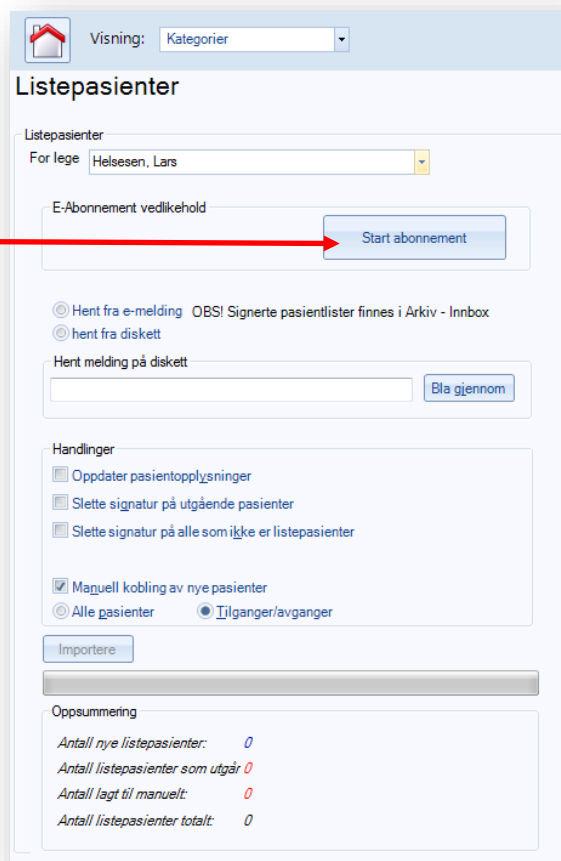 Visning: Kategorier
Listepasienter
Listepasienter
For lege Helsesen, Lars
E-Abonnement vedlikehold
Start abonnement
Hent fra e-melding OBS! Signerte pasientlister finnes i Arkiv - Innbox
hent fra diskett
Hent melding på diskett
Bla gjennom
Handlinger
Oppdater pasientopplysninger
Slette signatur på utgående pasienter
Slette signatur på alle som ikke er listepasienter
Manuell kobling av nye pasienter
Alle pasienter Tilganger/avganger
Importere
Oppsummering
Antall nye listepasienter: 0
Antall listepasienter som utgår 0
Antall lagt til manuelt: 0
Antall listepasienter totalt: 0